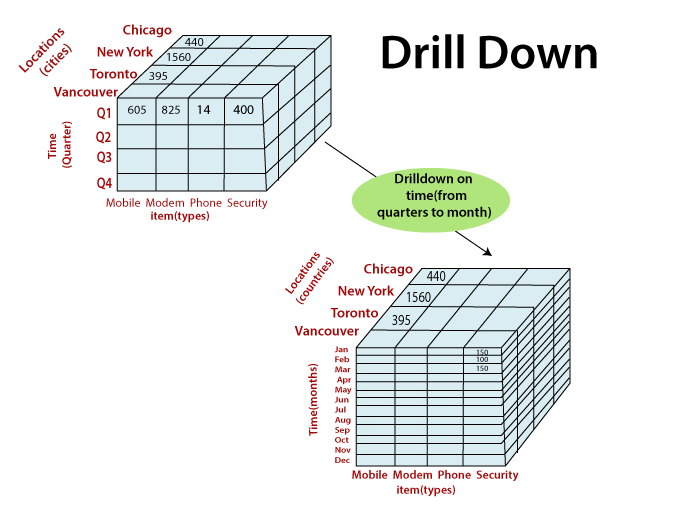 Drill Down
Locations
(cities)
Chicago
New York
Toronto
Vancouver
440
1560
395
Time
(Quarter)
Q1
Q2
Q3
Q4
605 825 14 400
Mobile Modem Phone Security
item(types)
Drilldown on
time(from
quarters to month)
Locations
(countries)
Chicago
New York
Toronto
Vancouver
440
1560
395
Time(months)
Jan
Feb
Mar
Apr
May
Jun
Jul
Aug
Sep
Oct
Nov
Dec
150
100
150
Mobile Modem Phone Security
item(types)